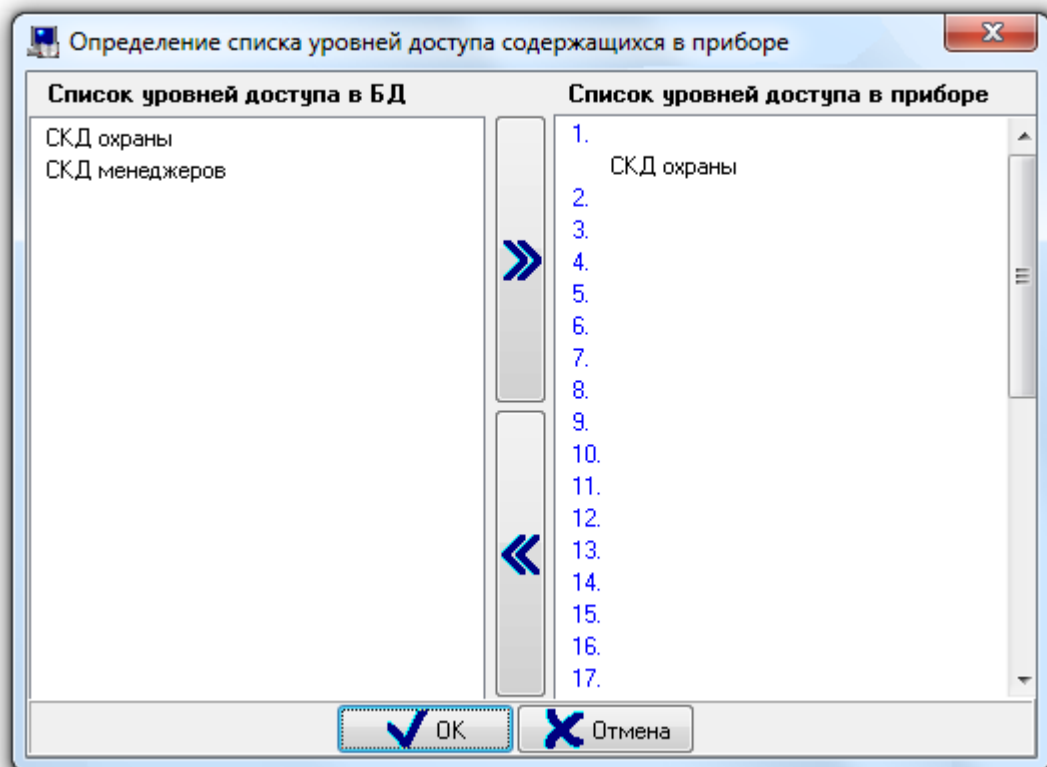 Определение списка уровней доступа содержащихся в приборе
Список уровней доступа в БД
СКД охраны
СКД менеджеров
Список уровней доступа в приборе
1.
СКД охраны
2.
3.
4.
5.
6.
7.
8.
9.
10.
11.
12.
13.
14.
15.
16.
17.
OK
Отмена